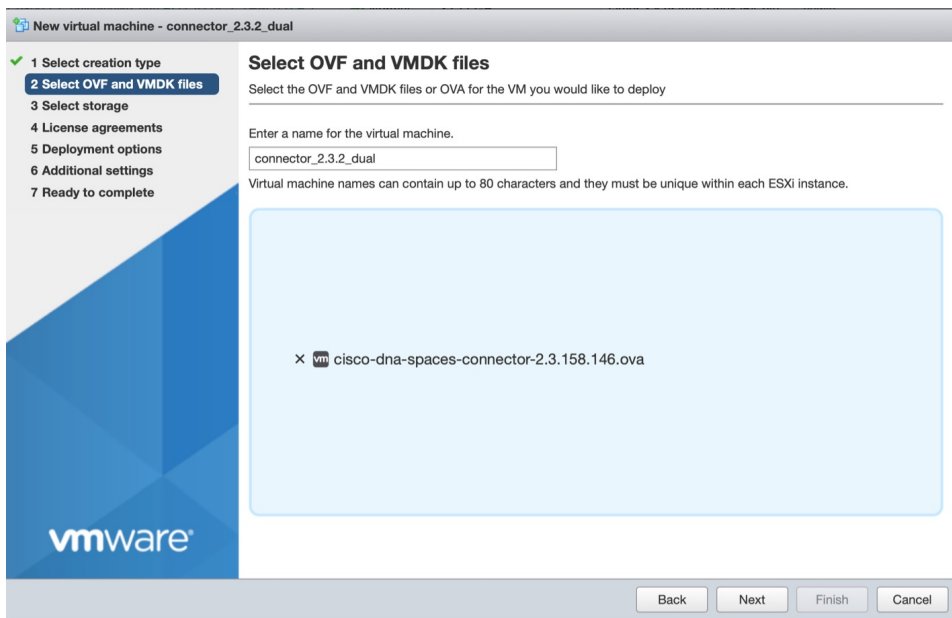 New virtual machine - connector_2.3.2_dual
1 Select creation type
2 Select OVF and VMDK files
3 Select storage
4 License agreements
5 Deployment options
6 Additional settings
7 Ready to complete
Select OVF and VMDK files
Select the OVF and VMDK files or OVA for the VM you would like to deploy
Enter a name for the virtual machine.
connector_2.3.2_dual
Virtual machine names can contain up to 80 characters and they must be unique within each ESXi instance.
× vm cisco-dna-spaces-connector-2.3.158.146.ova
vmware®
Back Next Finish Cancel